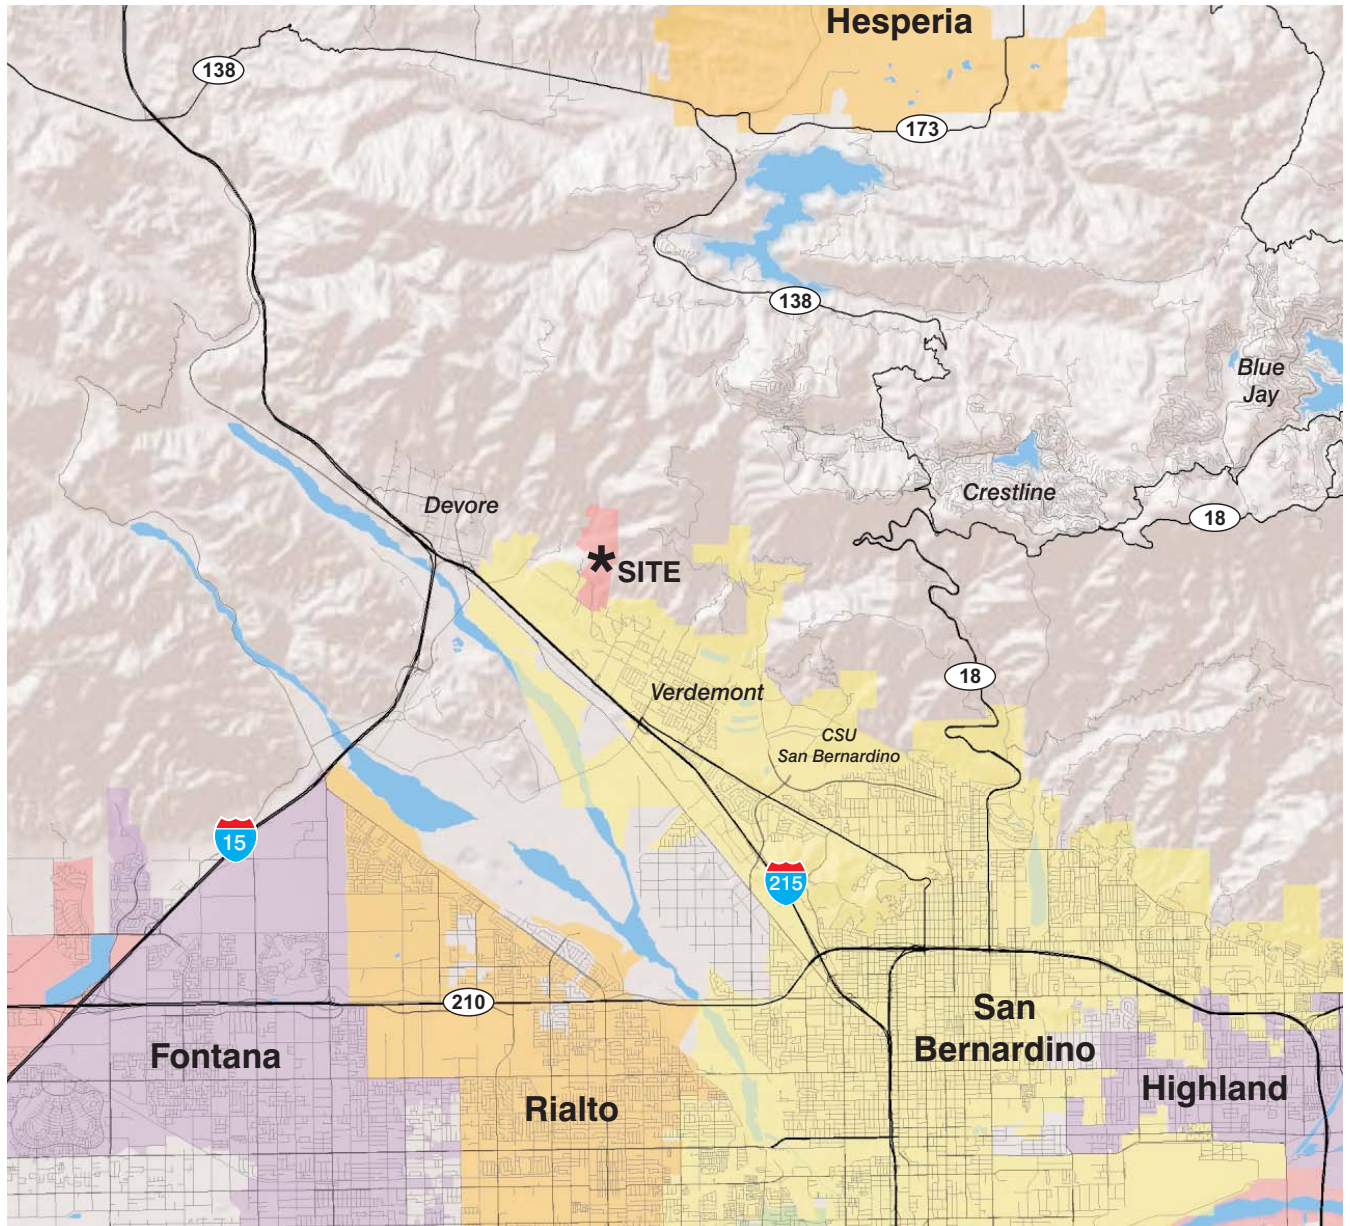 Hesperia
138
173
138
Blue
Jay
Crestline
Devore
18
*SITE
18
Verdemont
CSU
San Bernardino
15
215
210
San
Bernardino
Fontana
Highland
Rialto